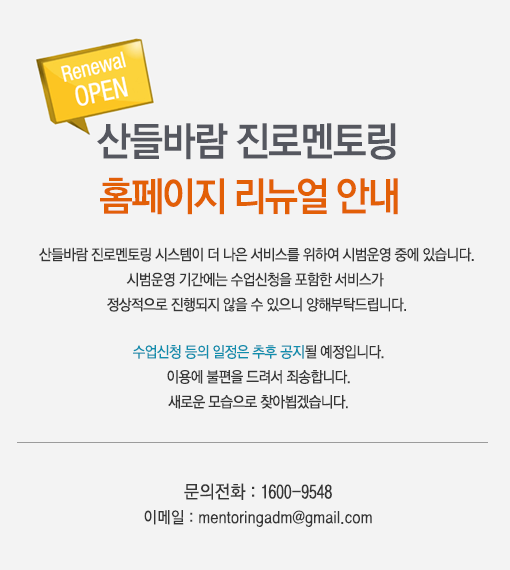 Renewal
OPEN
산들바람 진로멘토링
홈페이지 리뉴얼 안내
산들바람 진로멘토링 시스템이 더 나은 서비스를 위하여 시범운영 중에 있습니다.
시범운영 기간에는 수업신청을 포함한 서비스가
정상적으로 진행되지 않을 수 있으니 양해부탁드립니다.
수업신청 등의 일정은 추후 공지될 예정입니다.
이용에 불편을 드려서 죄송합니다.
새로운 모습으로 찾아뵙겠습니다.
문의전화 : 1600-9548
이메일 : mentoringadm@gmail.com